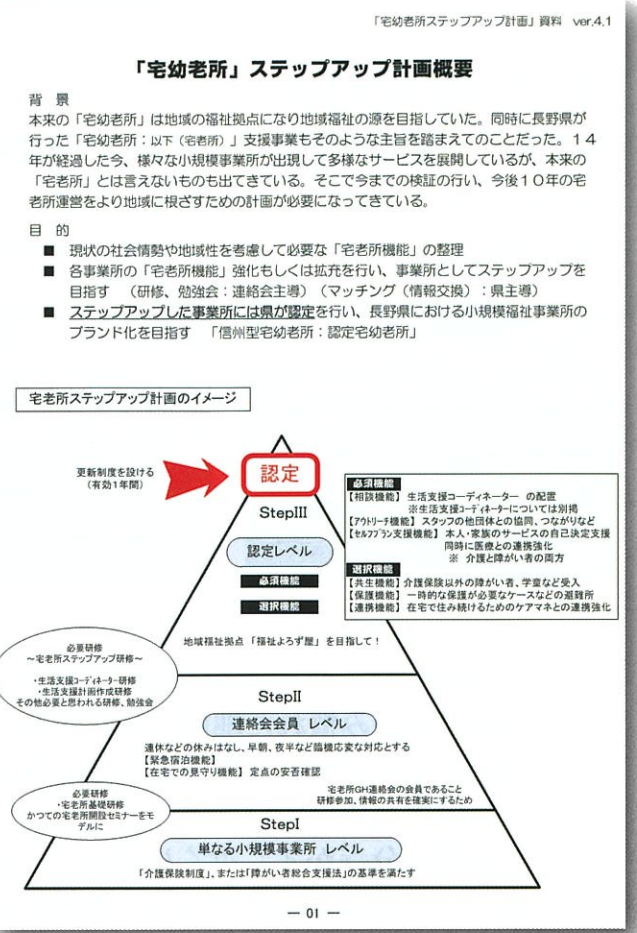 「宅幼老所ステップアップ計画」資料 ver.4.1
「宅幼老所」ステップアップ計画概要
背 景
本来の「宅幼老所」は地域の福祉拠点になり地域福祉の源を目指していた。同時に長野県が
行った「宅幼老所：以下（宅老所）」支援事業もそのような主旨を踏まえてのことだった。１４
年が経過した今、様々な小規模事業所が出現して多様なサービスを展開しているが、本来の
「宅老所」とは言えないものも出てきている。そこで今までの検証の行い、今後１０年の宅
老所運営をより地域に根ざすための計画が必要になってきている。
目 的
■ 現状の社会情勢や地域性を考慮して必要な「宅老所機能」の整理
■ 各事業所の「宅老所機能」強化もしくは拡充を行い、事業所としてステップアップを
目指す （研修、勉強会：連絡会主導）（マッチング（情報交換）：県主導）
■ ステップアップした事業所には県が認定を行い、長野県における小規模福祉事業所の
ブランド化を目指す 「信州型宅幼老所：認定宅幼老所」
宅老所ステップアップ計画のイメージ
更新制度を設ける
（有効1年間）
認定
StepIII
認定レベル
必須機能
選択機能
地域福祉拠点 「福祉よろず屋」を目指して！
必須機能
【相談機能】 生活支援コーディネーター の配置
※生活支援ｺｰﾃﾞｨﾈｰﾀｰについては別掲
【ｱｳﾄﾘｰﾁ機能】 スタッフの他団体との協同、つながりなど
【ｾﾙﾌﾌﾟﾗﾝ支援機能】 本人・家族のサービスの自己決定支援
同時に医療との連携強化
※ 介護と障がい者の両方
選択機能
【共生機能】 介護保険以外の障がい者、学童など受入
【保護機能】 一時的な保護が必要なケースなどの避難所
【連携機能】 在宅で住み続けるためのケアマネとの連携強化
必要研修
～宅老所ステップアップ研修～
・生活支援ｺｰﾃﾞｨﾈｰﾀｰ研修
・生活支援計画作成研修
その他必要と思われる研修、勉強会
StepII
連絡会会員 レベル
連休などの休みはなし、早朝、夜半など臨機応変な対応とする
【緊急宿泊機能】
【在宅での見守り機能】 定点の安否確認
宅老所GH連絡会の会員であること
研修参加、情報の共有を確実にするため
必要研修
・宅老所基礎研修
かつての宅老所開設セミナーをモ
デルに
StepI
単なる小規模事業所 レベル
「介護保険制度」、または「障がい者総合支援法」の基準を満たす
― 01 ―